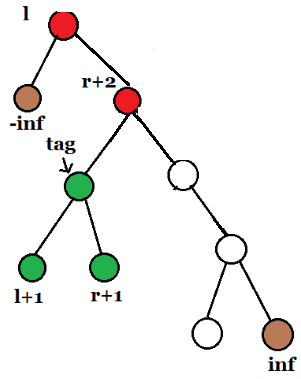 l
r+2
-inf
tag
l+1
r+1
inf